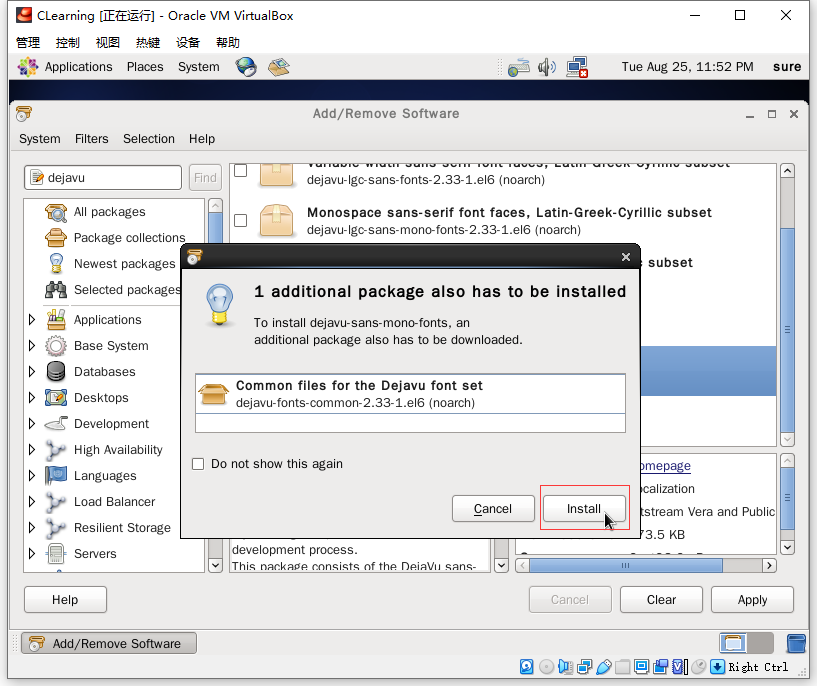 CLearning [正在运行] - Oracle VM VirtualBox
管理 控制 视图 热键 设备 帮助
Applications Places System
Tue Aug 25, 11:52 PM sure
Add/Remove Software
System Filters Selection Help
dejavu
Find
All packages
Package collections
Newest packages
Selected packages
Applications
Base System
Databases
Desktops
Development
High Availability
Languages
Load Balancer
Resilient Storage
Servers
Variable-width sans-serif font faces, Latin-Greek-Cyrillic subset
dejavu-lgc-sans-fonts-2.33-1.el6 (noarch)
Monospace sans-serif font faces, Latin-Greek-Cyrillic subset
dejavu-lgc-sans-mono-fonts-2.33-1.el6 (noarch)
subset
1 additional package also has to be installed
To install dejavu-sans-mono-fonts, an
additional package also has to be downloaded.
Common files for the Dejavu font set
dejavu-fonts-common-2.33-1.el6 (noarch)
Do not show this again
Cancel
Install
omepage
ocalization
tstream Vera and Public
73.5 KB
development process.
This package consists of the DejaVu sans-
Help
Cancel
Clear
Apply
Add/Remove Software
Right Ctrl